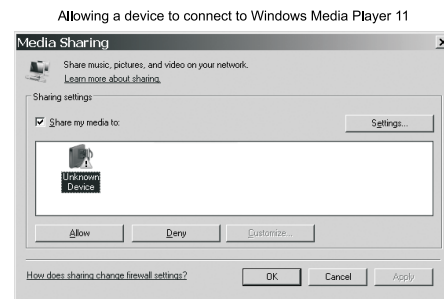 Allowing a device to connect to Windows Media Player 11
Media Sharing
Share music, pictures, and video on your network.
Learn more about sharing.
Sharing settings
Share my media to:
Settings...
Unknown
Device
Allow
Deny
Customize...
How does sharing change firewall settings?
OK
Cancel
Apply